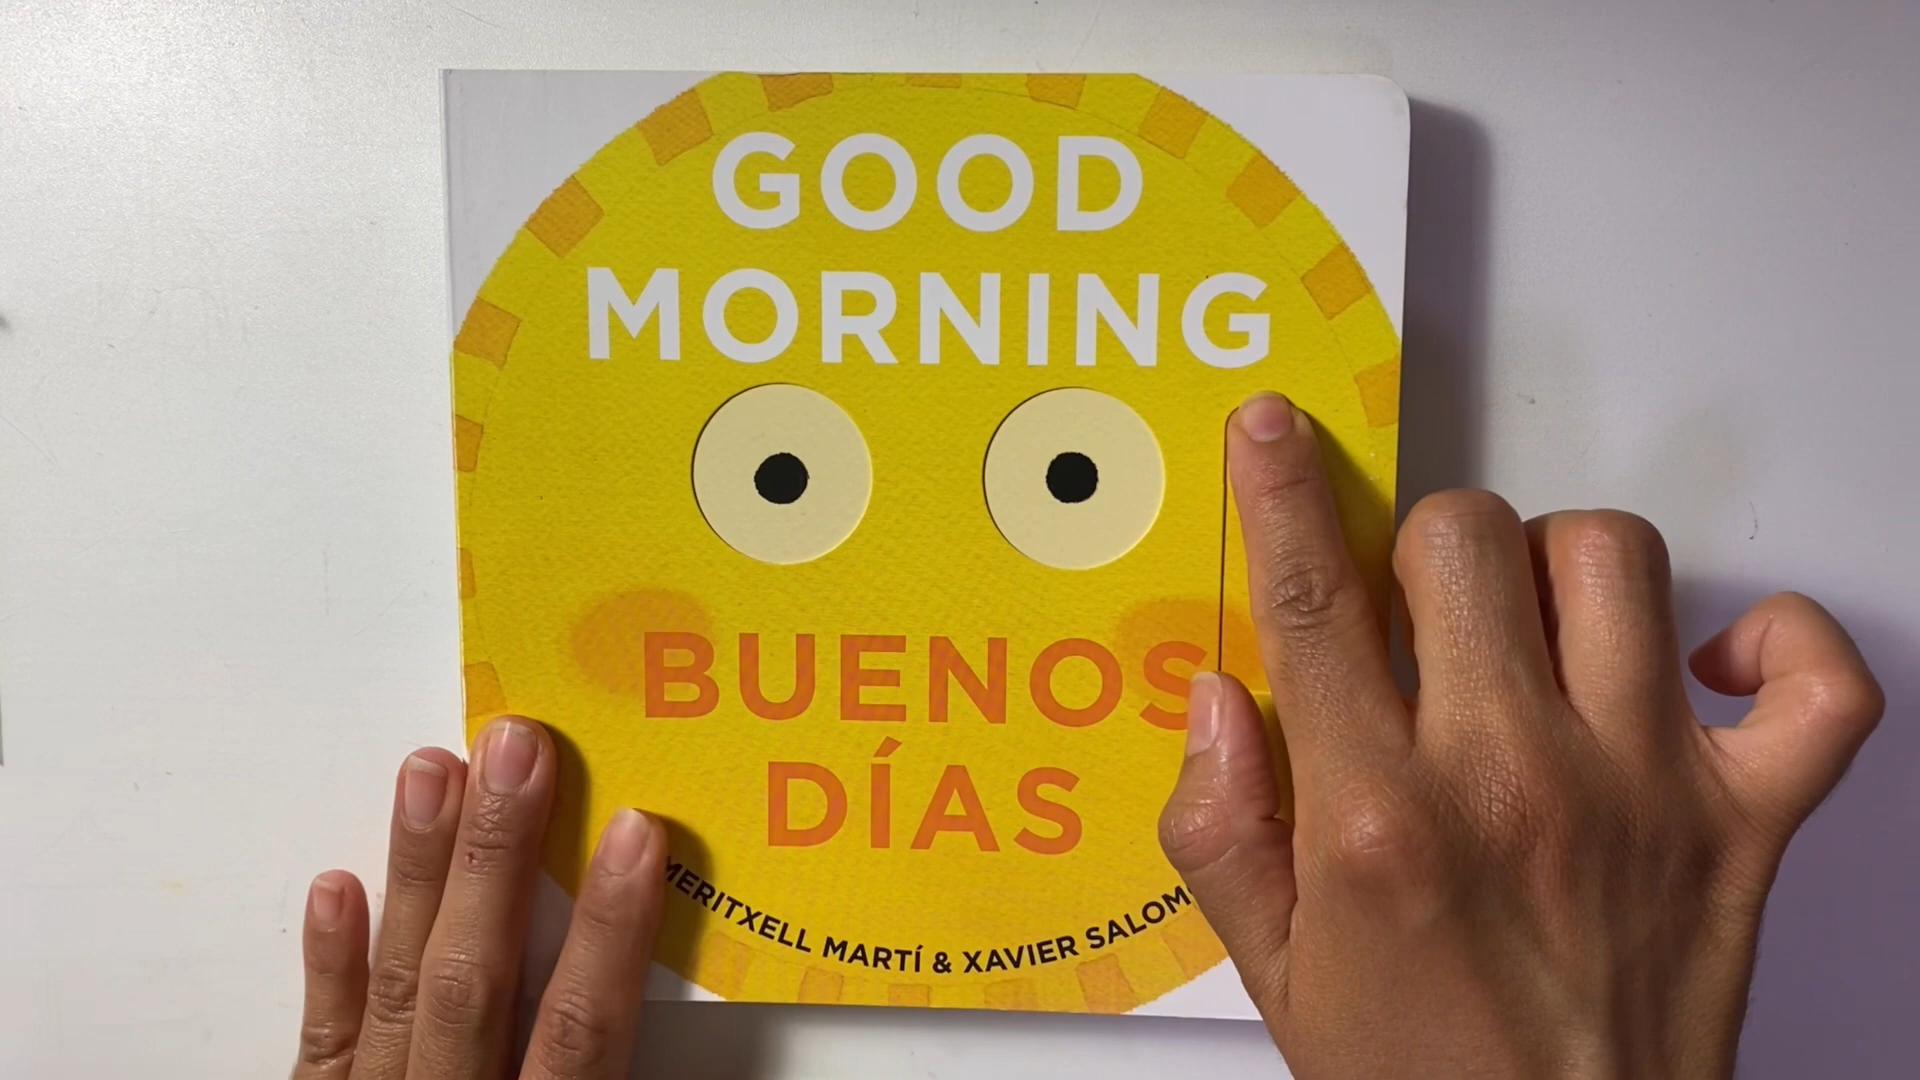 GOOD
MORNING
BUENOS
DÍAS
MERITXELL MARTÍ & XAVIER SALOM